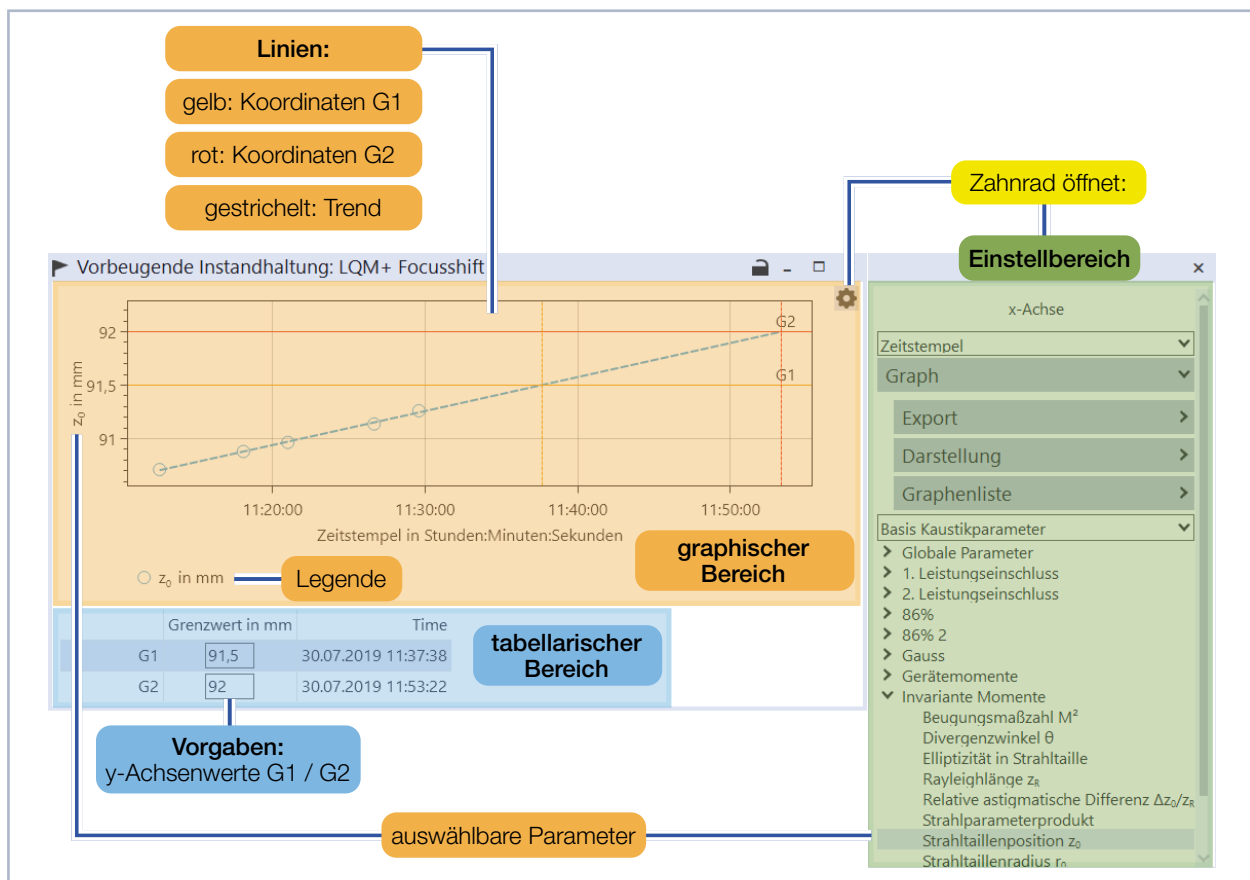 Linien:
gelb: Koordinaten G1
rot: Koordinaten G2
gestrichelt: Trend
Zahnrad öffnet:
Einstellbereich
Vorbeugende Instandhaltung: LQM+ Focusshift
z₀ in mm
92
91,5
91
G2
G1
11:20:00
11:30:00
11:40:00
11:50:00
Zeitstempel in Stunden:Minuten:Sekunden
graphischer
Bereich
z₀ in mm
Legende
Grenzwert in mm Time
G1 91,5 30.07.2019 11:37:38
G2 92 30.07.2019 11:53:22
tabellarischer
Bereich
Vorgaben:
y-Achsenwerte G1 / G2
auswählbare Parameter
x-Achse
Zeitstempel
Graph
Export
Darstellung
Graphenliste
Basis Kaustikparameter
Globale Parameter
1. Leistungseinschluss
2. Leistungseinschluss
86%
86% 2
Gauss
Gerätemomente
Invariante Momente
Beugungsmaßzahl M²
Divergenzwinkel θ
Elliptizität in Strahltaille
Rayleighlänge zR
Relative astigmatische Differenz Δz₀/zR
Strahlparameterprodukt
Strahltaillenposition z₀
Strahltaillenradius r₀